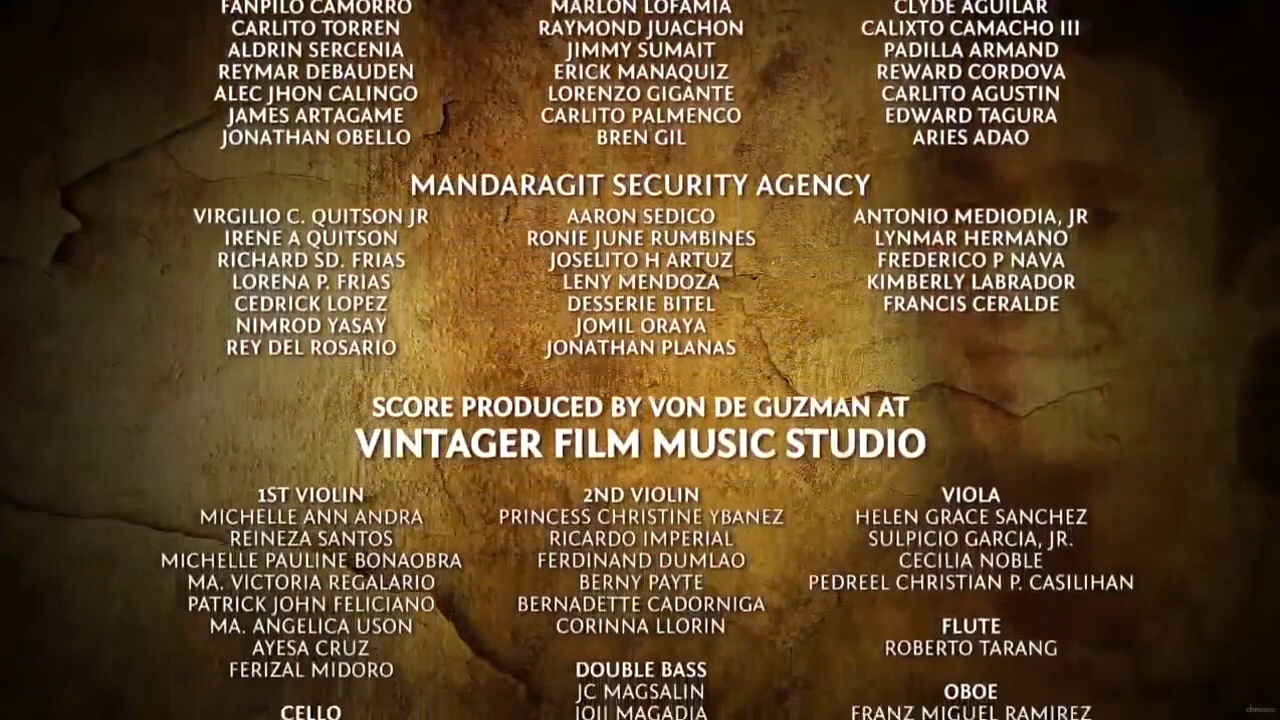 FANPILO CAMORRO
CARLITO TORREN
ALDRIN SERCENIA
REYMAR DEBAUDEN
ALEC JHON CALINGO
JAMES ARTAGAME
JONATHAN OBELLO
MARLON LOFAMIA
RAYMOND JUACHON
JIMMY SUMAIT
ERICK MANAQUIZ
LORENZO GIGANTE
CARLITO PALMENCO
BREN GIL
CLYDE AGUILAR
CALIXTO CAMACHO III
PADILLA ARMAND
REWARD CORDOVA
CARLITO AGUSTIN
EDWARD TAGURA
ARIES ADAO
MANDARAGIT SECURITY AGENCY
VIRGILIO C. QUITSON JR
IRENE A QUITSON
RICHARD SD. FRIAS
LORENA P. FRIAS
CEDRICK LOPEZ
NIMROD YASAY
REY DEL ROSARIO
AARON SEDICO
RONIE JUNE RUMBINES
JOSELITO H ARTUZ
LENY MENDOZA
DESSERIE BITEL
JOMIL ORAYA
JONATHAN PLANAS
ANTONIO MEDIODIA, JR
LYNMAR HERMANO
FREDERICO P NAVA
KIMBERLY LABRADOR
FRANCIS CERALDE
SCORE PRODUCED BY VON DE GUZMAN AT
VINTAGER FILM MUSIC STUDIO
1ST VIOLIN
MICHELLE ANN ANDRA
REINEZA SANTOS
MICHELLE PAULINE BONAOBRA
MA. VICTORIA REGALARIO
PATRICK JOHN FELICIANO
MA. ANGELICA USON
AYESA CRUZ
FERIZAL MIDORO
CELLO
2ND VIOLIN
PRINCESS CHRISTINE YBANEZ
RICARDO IMPERIAL
FERDINAND DUMLAO
BERNY PAYTE
BERNADETTE CADORNIGA
CORINNA LLORIN
DOUBLE BASS
JC MAGSALIN
JOJI MAGADIA
VIOLA
HELEN GRACE SANCHEZ
SULPICIO GARCIA, JR.
CECILIA NOBLE
PEDREEL CHRISTIAN P. CASILIHAN
FLUTE
ROBERTO TARANG
OBOE
FRANZ MIGUEL RAMIREZ